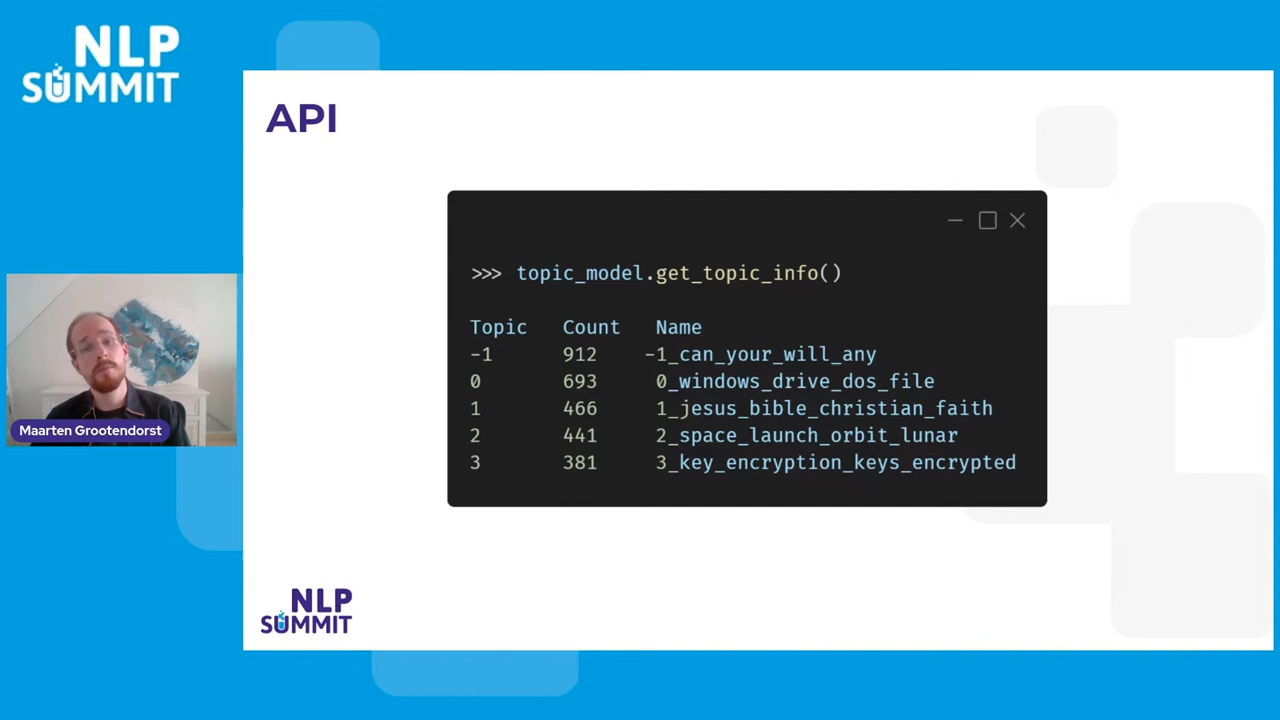 NLP
SUMMIT
API
>>> topic_model.get_topic_info()
Topic Count Name
-1 912 -1_can_your_will_any
0 693 0_windows_drive_dos_file
1 466 1_jesus_bible_christian_faith
2 441 2_space_launch_orbit_lunar
3 381 3_key_encryption_keys_encrypted
Maarten Grootendorst
NLP
SUMMIT